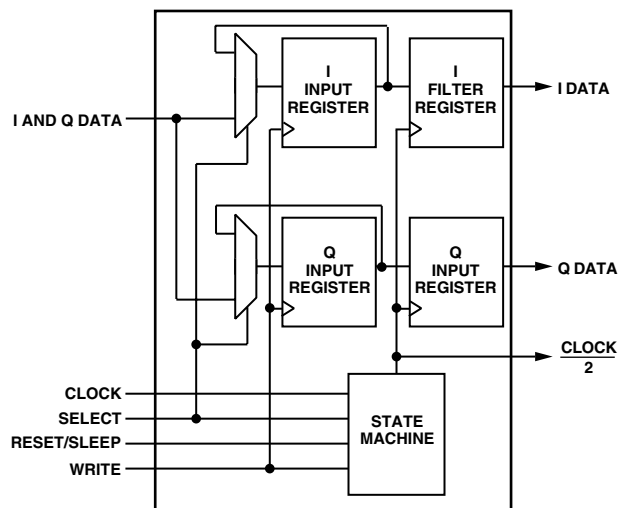 I
INPUT
REGISTER
I
FILTER
REGISTER
I DATA
I AND Q DATA
Q
INPUT
REGISTER
Q
INPUT
REGISTER
Q DATA
CLOCK
2
CLOCK
SELECT
RESET/SLEEP
WRITE
STATE
MACHINE